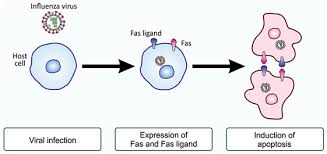 Influenza virus
Host
cell
Fas ligand
Fas
Viral infection
Expression of
Fas and Fas ligand
Induction of
apoptosis